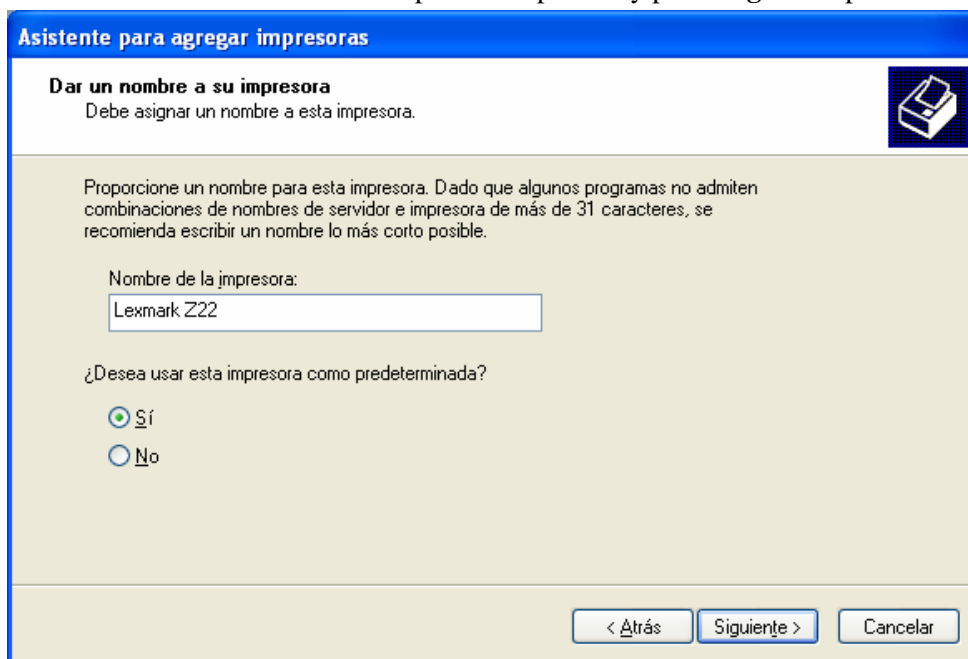 Asistente para agregar impresoras
Dar un nombre a su impresora
Debe asignar un nombre a esta impresora.
Proporcione un nombre para esta impresora. Dado que algunos programas no admiten
combinaciones de nombres de servidor e impresora de más de 31 caracteres, se
recomienda escribir un nombre lo más corto posible.
Nombre de la impresora:
Lexmark Z22
¿Desea usar esta impresora como predeterminada?
Sí
No
< Atrás Siguiente > Cancelar